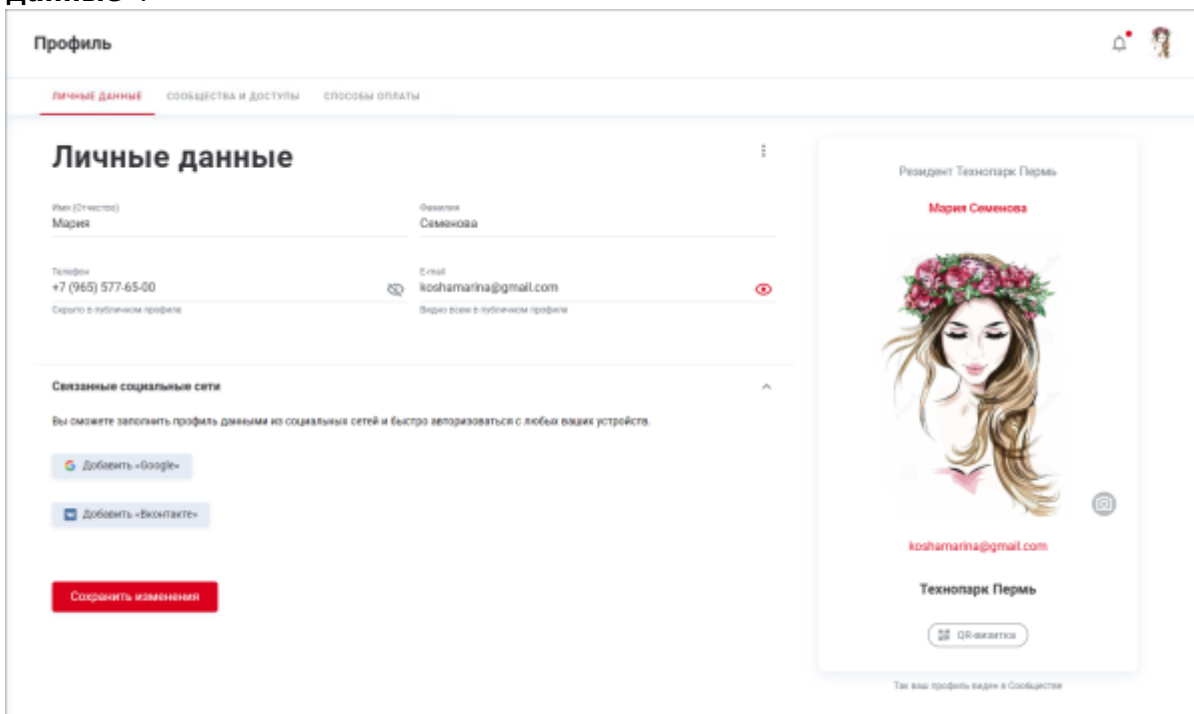 Профиль
ЛИЧНЫЕ ДАННЫЕ СООБЩЕСТВА И ДОСТУПЫ СПОСОБЫ ОПЛАТЫ
Личные данные
Имя (Отчество)
Мария
Фамилия
Семенова
Телефон
+7 (965) 577-65-00
Скрыто в публичном профиле
E-mail
koshamarina@gmail.com
Видно всем в публичном профиле
Связанные социальные сети
Вы сможете заполнить профиль данными из социальных сетей и быстро авторизоваться с любых ваших устройств.
Добавить «Google»
Добавить «Вконтакте»
Сохранить изменения
Резидент Технопарк Пермь
Мария Семенова
koshamarina@gmail.com
Технопарк Пермь
QR-визитка
Так ваш профиль виден в Сообществе